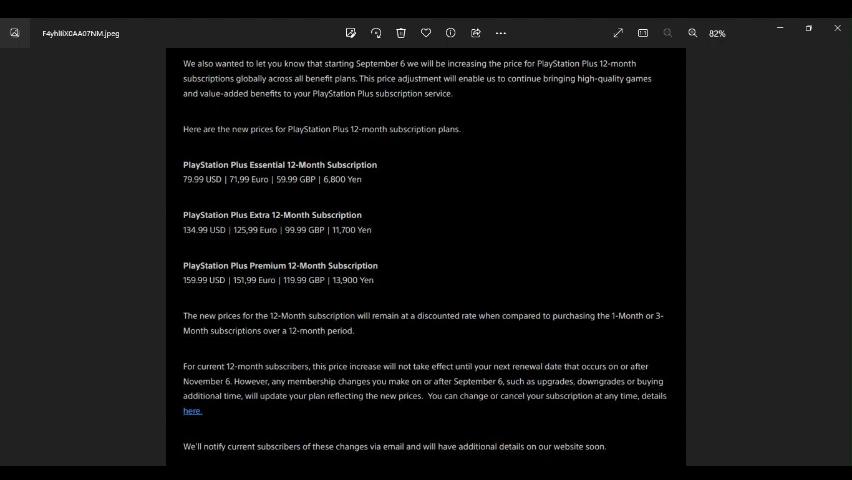 F4yhlIiX0AA07NM.jpeg
82%
We also wanted to let you know that starting September 6 we will be increasing the price for PlayStation Plus 12-month
subscriptions globally across all benefit plans. This price adjustment will enable us to continue bringing high-quality games
and value-added benefits to your PlayStation Plus subscription service.
Here are the new prices for PlayStation Plus 12-month subscription plans.
PlayStation Plus Essential 12-Month Subscription
79.99 USD | 71,99 Euro | 59.99 GBP | 6,800 Yen
PlayStation Plus Extra 12-Month Subscription
134.99 USD | 125,99 Euro | 99.99 GBP | 11,700 Yen
PlayStation Plus Premium 12-Month Subscription
159.99 USD | 151,99 Euro | 119.99 GBP | 13,900 Yen
The new prices for the 12-Month subscription will remain at a discounted rate when compared to purchasing the 1-Month or 3-
Month subscriptions over a 12-month period.
For current 12-month subscribers, this price increase will not take effect until your next renewal date that occurs on or after
November 6. However, any membership changes you make on or after September 6, such as upgrades, downgrades or buying
additional time, will update your plan reflecting the new prices. You can change or cancel your subscription at any time, details
here.
We'll notify current subscribers of these changes via email and will have additional details on our website soon.